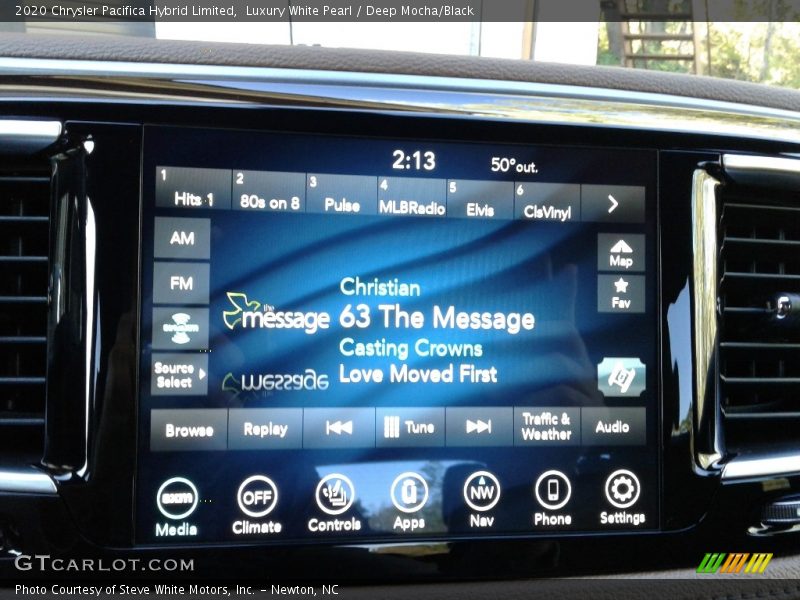 2020 Chrysler Pacifica Hybrid Limited, Luxury White Pearl / Deep Mocha/Black
2:13
50° out.
1 Hits 1
2 80s on 8
3 Pulse
4 MLBRadio
5 Elvis
6 ClsVinyl
AM
FM
Source Select
Map
Fav
Christian
the message
63 The Message
Casting Crowns
Love Moved First
Browse
Replay
Tune
Traffic & Weather
Audio
sxm
Media
OFF
Climate
Controls
Apps
NW
Nav
Phone
Settings
GTCARLOT.COM
Photo Courtesy of Steve White Motors, Inc. – Newton, NC